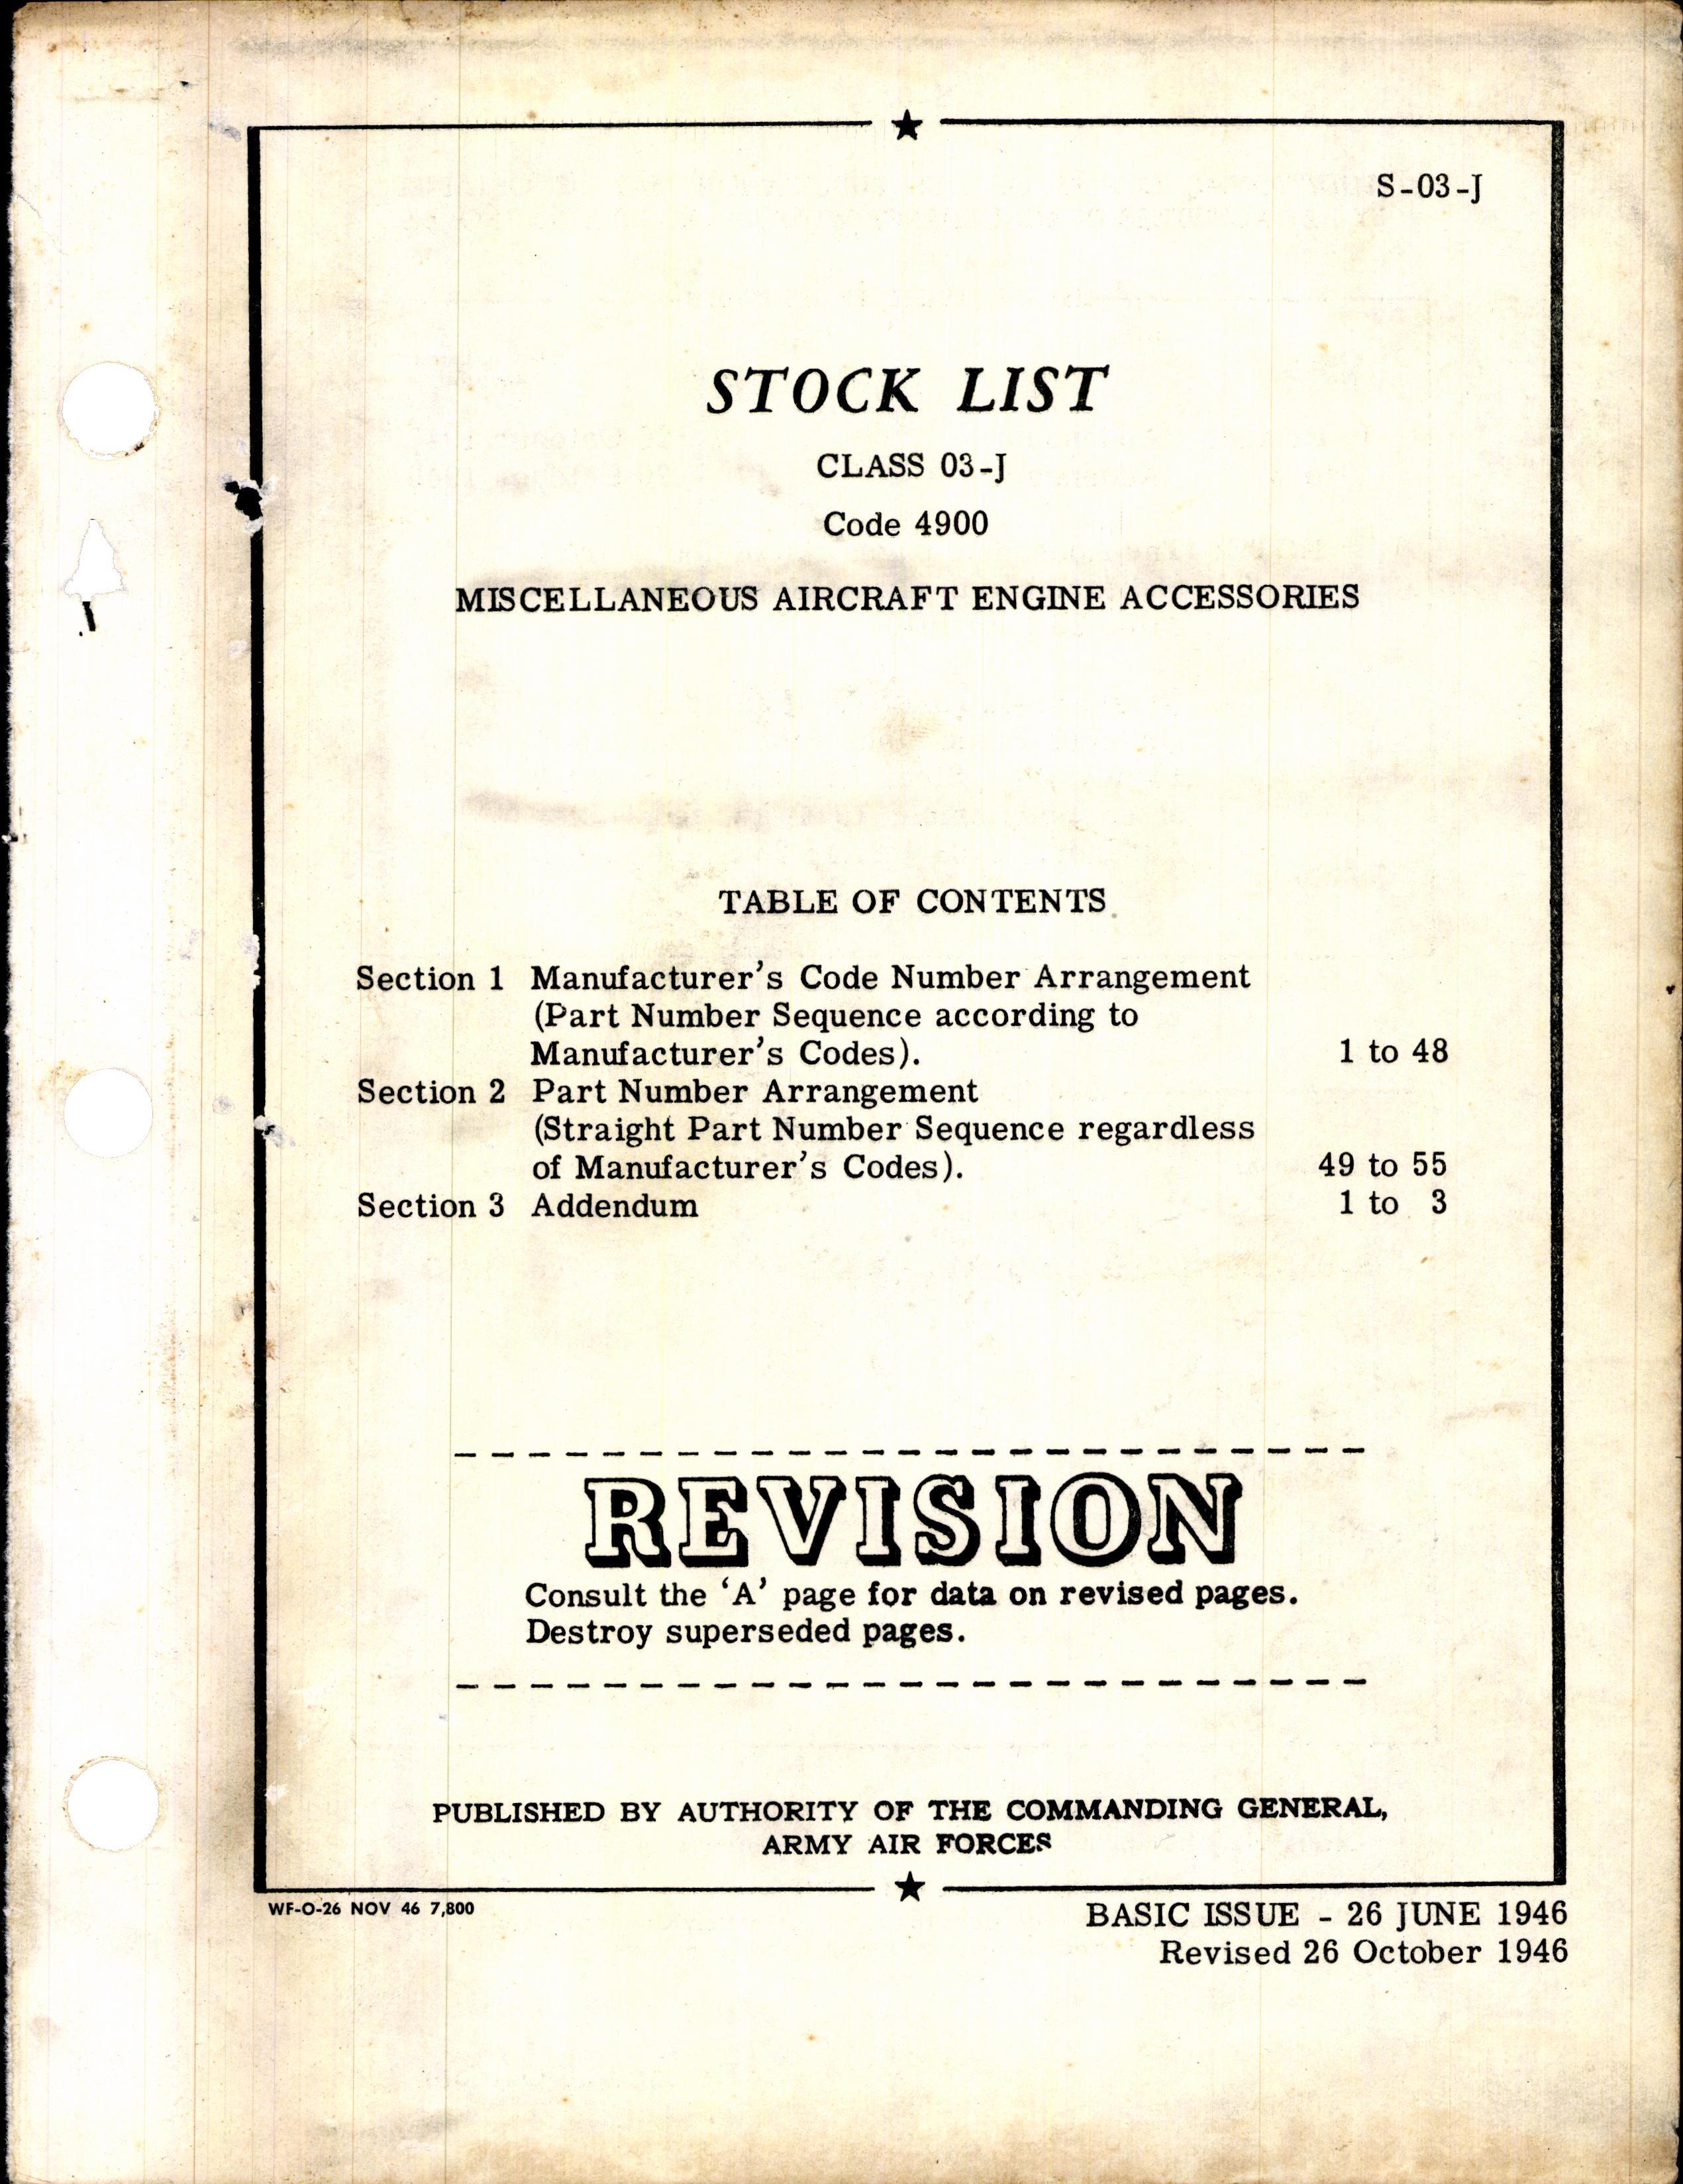 S-03-J
STOCK LIST
CLASS 03-J
Code 4900
MISCELLANEOUS AIRCRAFT ENGINE ACCESSORIES
TABLE OF CONTENTS
Section 1 Manufacturer's Code Number Arrangement
(Part Number Sequence according to
Manufacturer's Codes). 1 to 48
Section 2 Part Number Arrangement
(Straight Part Number Sequence regardless
of Manufacturer's Codes). 49 to 55
Section 3 Addendum 1 to 3
REVISION
Consult the 'A' page for data on revised pages.
Destroy superseded pages.
PUBLISHED BY AUTHORITY OF THE COMMANDING GENERAL,
ARMY AIR FORCES
WF-O-26 NOV 46 7,800
BASIC ISSUE - 26 JUNE 1946
Revised 26 October 1946